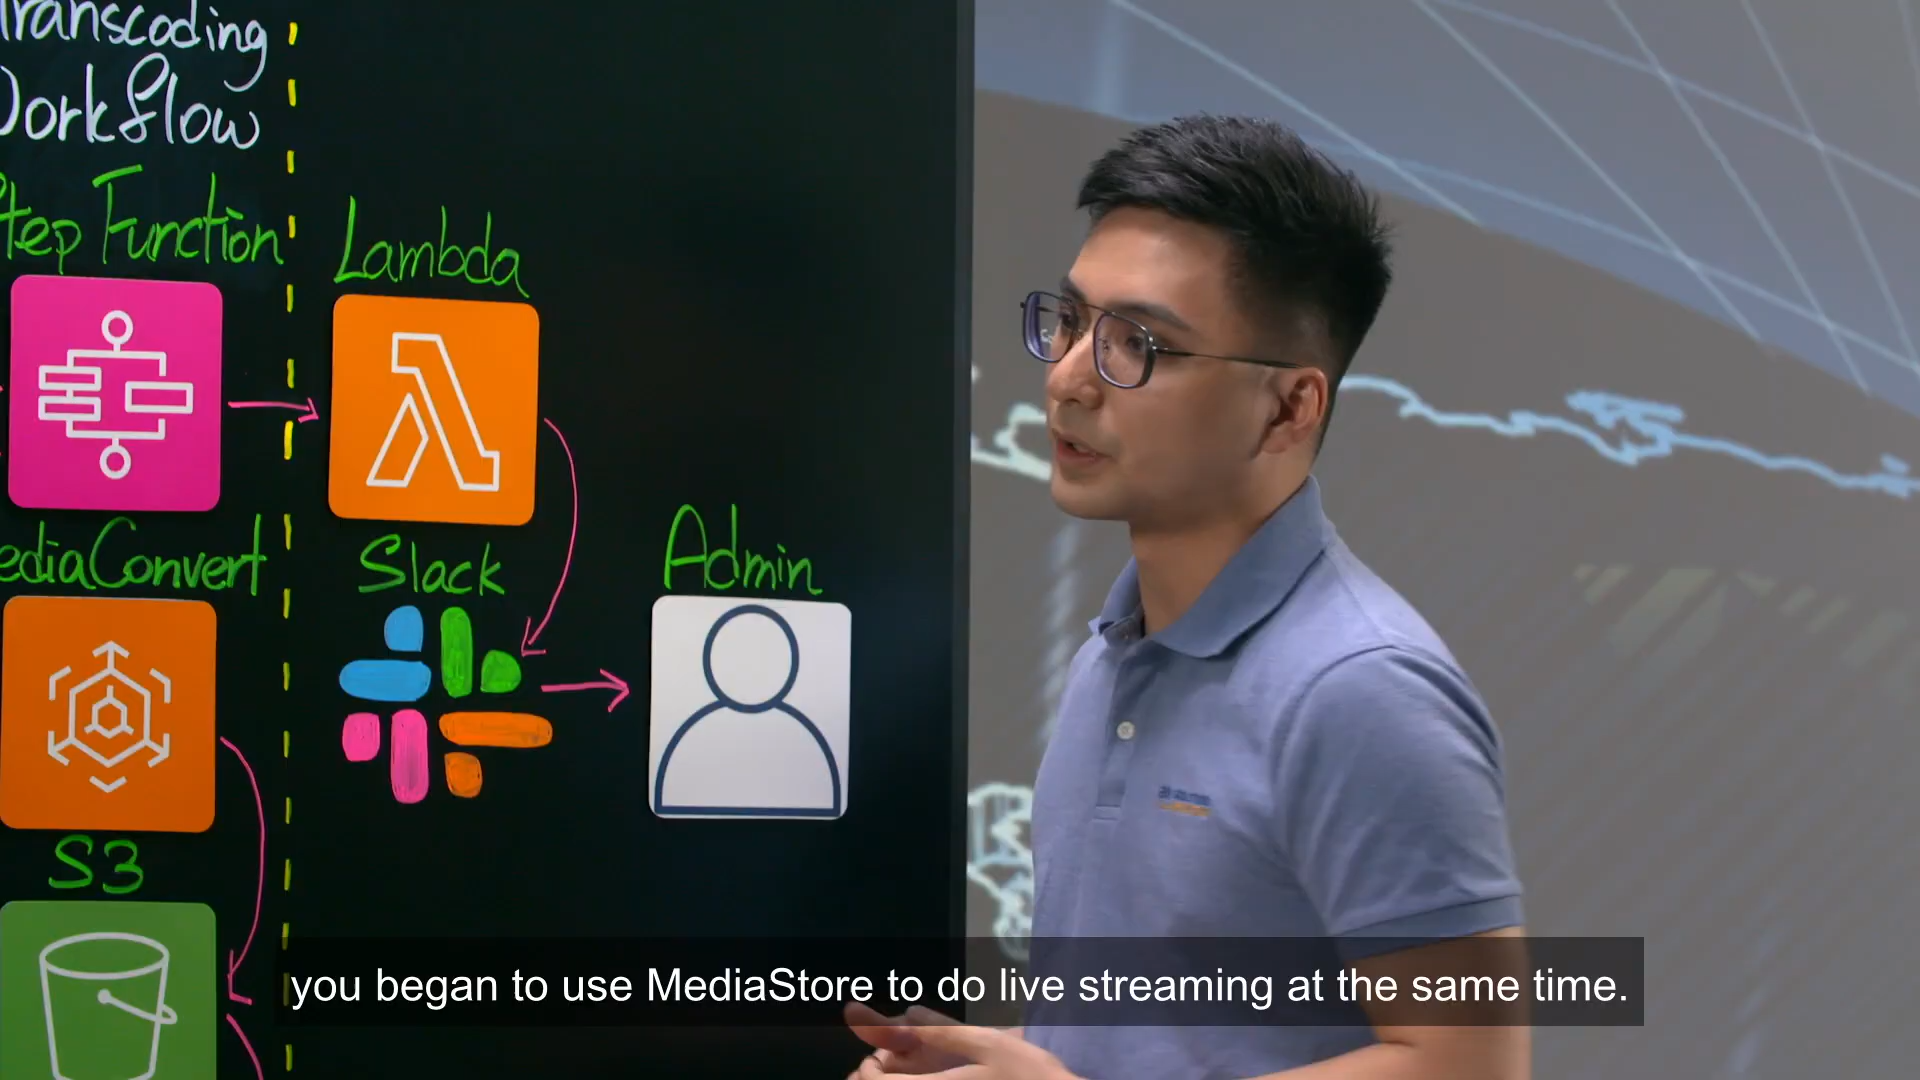 Transcoding
Workflow
Step Function
Lambda
MediaConvert
Slack
Admin
S3
you began to use MediaStore to do live streaming at the same time.